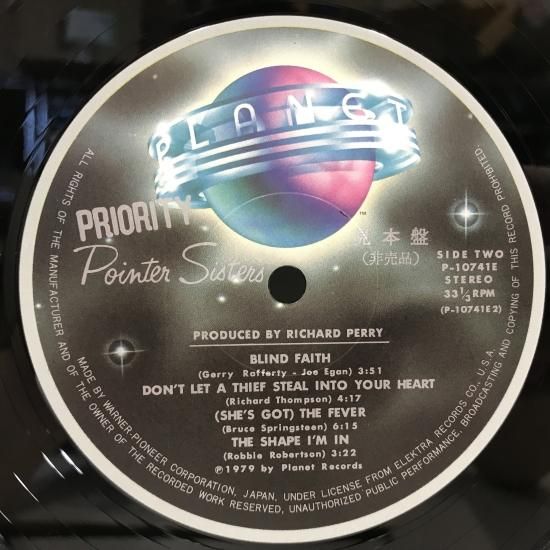 PLANET
™
PRIORITY
Pointer Sisters
見本盤
(非売品)
SIDE TWO
P-10741E
STEREO
33 1/3 RPM
(P-10741E2)
PRODUCED BY RICHARD PERRY
BLIND FAITH
(Gerry Rafferty - Joe Egan) 3:51
DON'T LET A THIEF STEAL INTO YOUR HEART
(Richard Thompson) 4:17
(SHE'S GOT) THE FEVER
(Bruce Springsteen) 6:15
THE SHAPE I'M IN
(Robbie Robertson) 3:22
℗1979 by Planet Records
ALL RIGHTS OF THE MANUFACTURER AND OF THE OWNER OF THE RECORDED WORK RESERVED, UNAUTHORIZED PUBLIC PERFORMANCE, BROADCASTING AND COPYING OF THIS RECORD PROHIBITED.
MADE BY WARNER-PIONEER CORPORATION, JAPAN, UNDER LICENSE FROM ELEKTRA RECORDS CO., U.S.A.